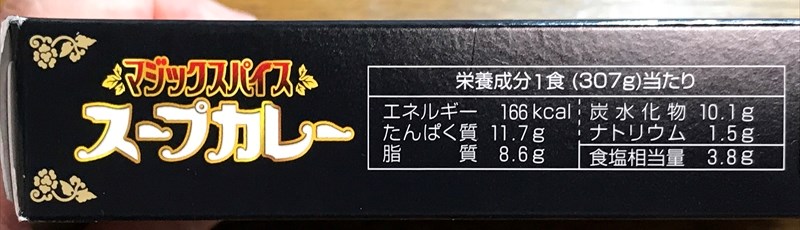 マジックスパイス
スープカレー
栄養成分1食(307g)当たり
エネルギー 166kcal
たんぱく質 11.7g
脂質 8.6g
炭水化物 10.1g
ナトリウム 1.5g
食塩相当量 3.8g